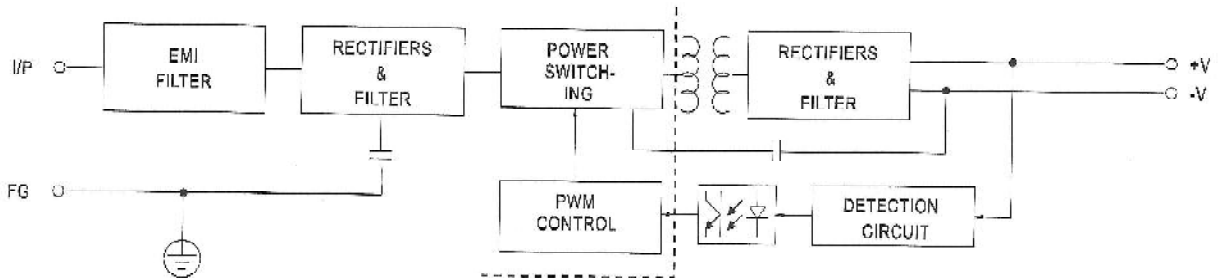 I/P
EMI
FILTER
RECTIFIERS
&
FILTER
POWER
SWITCH-
ING
RECTIFIERS
&
FILTER
+V
-V
FG
PWM
CONTROL
DETECTION
CIRCUIT